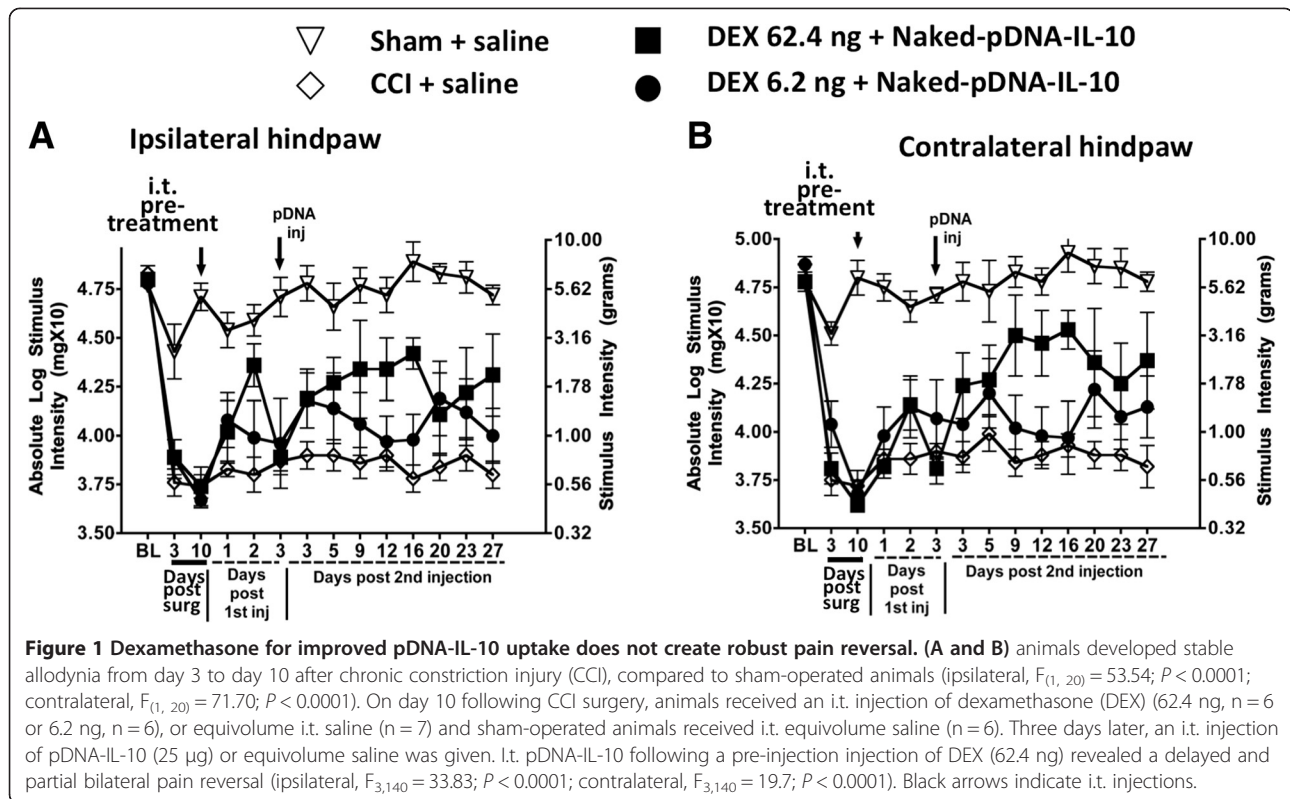 Sham + saline
CCI + saline
DEX 62.4 ng + Naked-pDNA-IL-10
DEX 6.2 ng + Naked-pDNA-IL-10
A
Ipsilateral hindpaw
i.t.
pre-
treatment
pDNA
inj
Absolute Log Stimulus
Intensity (mgX10)
4.75
4.50
4.25
4.00
3.75
3.50
10.00
5.62
3.16
1.78
1.00
0.56
0.32
Stimulus Intensity (grams)
BL 3 10 1 2 3 3 5 9 12 16 20 23 27
Days
post
surg
Days
post
1st inj
Days post 2nd injection
B
Contralateral hindpaw
i.t.
pre-
treatment
pDNA
inj
Absolute Log Stimulus
Intensity (mgX10)
5.00
4.75
4.50
4.25
4.00
3.75
3.50
10.00
5.62
3.16
1.78
1.00
0.56
0.32
Stimulus Intensity (grams)
BL 3 10 1 2 3 3 5 9 12 16 20 23 27
Days
post
surg
Days
post
1st inj
Days post 2nd injection
Figure 1 Dexamethasone for improved pDNA-IL-10 uptake does not create robust pain reversal. (A and B) animals developed stable
allodynia from day 3 to day 10 after chronic constriction injury (CCI), compared to sham-operated animals (ipsilateral, F(1, 20) = 53.54; P < 0.0001;
contralateral, F(1, 20) = 71.70; P < 0.0001). On day 10 following CCI surgery, animals received an i.t. injection of dexamethasone (DEX) (62.4 ng, n = 6
or 6.2 ng, n = 6), or equivolume i.t. saline (n = 7) and sham-operated animals received i.t. equivolume saline (n = 6). Three days later, an i.t. injection
of pDNA-IL-10 (25 μg) or equivolume saline was given. I.t. pDNA-IL-10 following a pre-injection injection of DEX (62.4 ng) revealed a delayed and
partial bilateral pain reversal (ipsilateral, F3,140 = 33.83; P < 0.0001; contralateral, F3,140 = 19.7; P < 0.0001). Black arrows indicate i.t. injections.